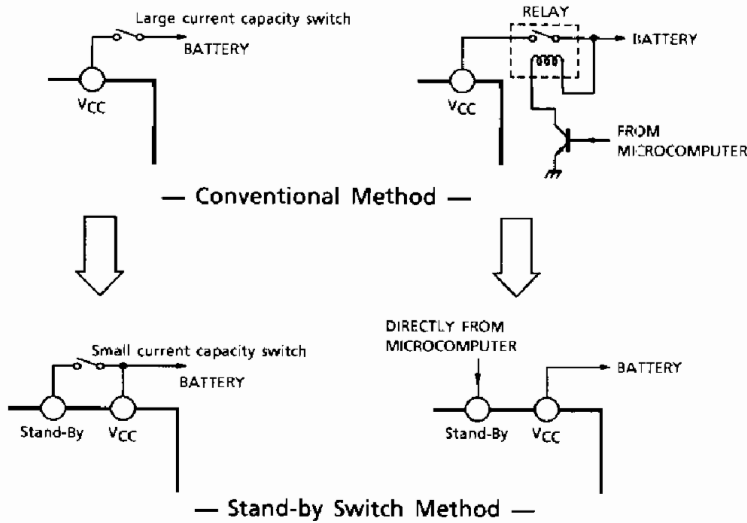 Large current capacity switch
BATTERY
VCC
RELAY
BATTERY
VCC
FROM
MICROCOMPUTER
— Conventional Method —
Small current capacity switch
BATTERY
Stand-By
VCC
DIRECTLY FROM
MICROCOMPUTER
BATTERY
Stand-By
VCC
— Stand-by Switch Method —